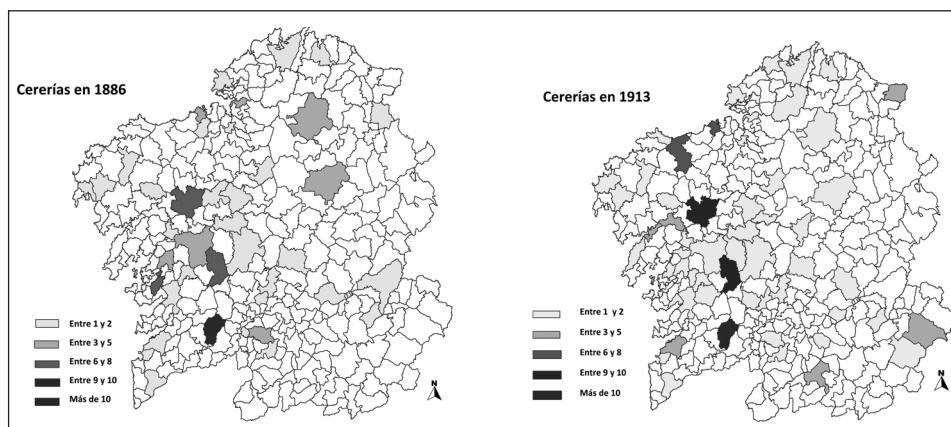 Cererías en 1886
Entre 1 y 2
Entre 3 y 5
Entre 6 y 8
Entre 9 y 10
Más de 10
N
Cererías en 1913
Entre 1 y 2
Entre 3 y 5
Entre 6 y 8
Entre 9 y 10
Más de 10
N